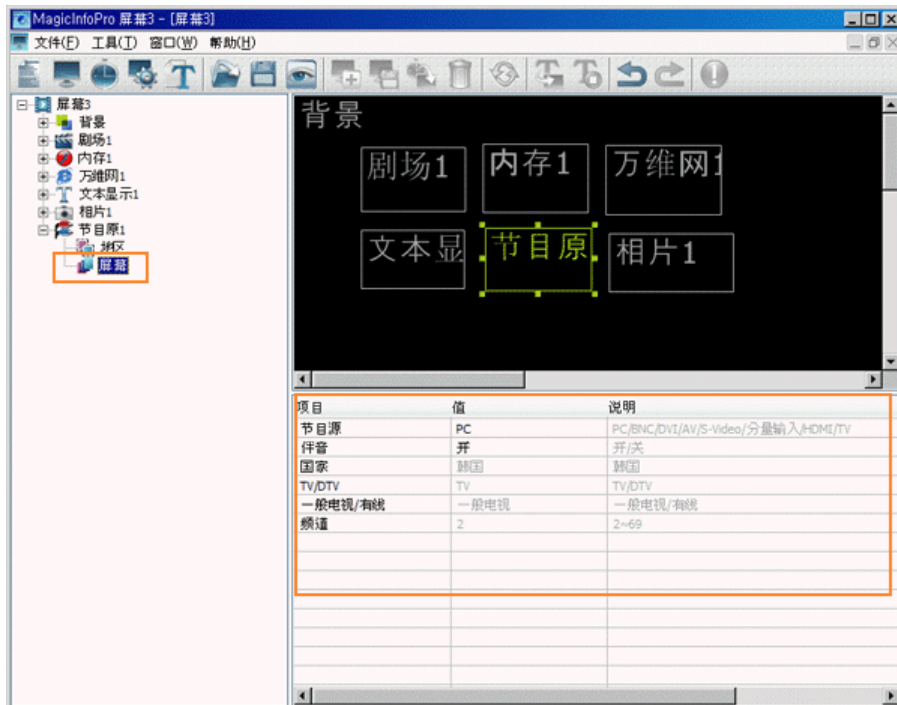 MagicInfoPro 屏幕3 - [屏幕3]
文件(F) 工具(T) 窗口(W) 帮助(H)
屏幕3
背景
剧场1
内存1
万维网1
文本显示1
相片1
节目原1
地区
屏幕
背景
剧场1 内存1 万维网1
文本显 节目原 相片1
项目 值 说明
节目源 PC PC/BNC/DVI/AV/S-Video/分量输入/HDMI/TV
伴音 开 开/关
国家 韩国 韩国
TV/DTV TV TV/DTV
一般电视/有线 一般电视 一般电视/有线
频道 2 2~69